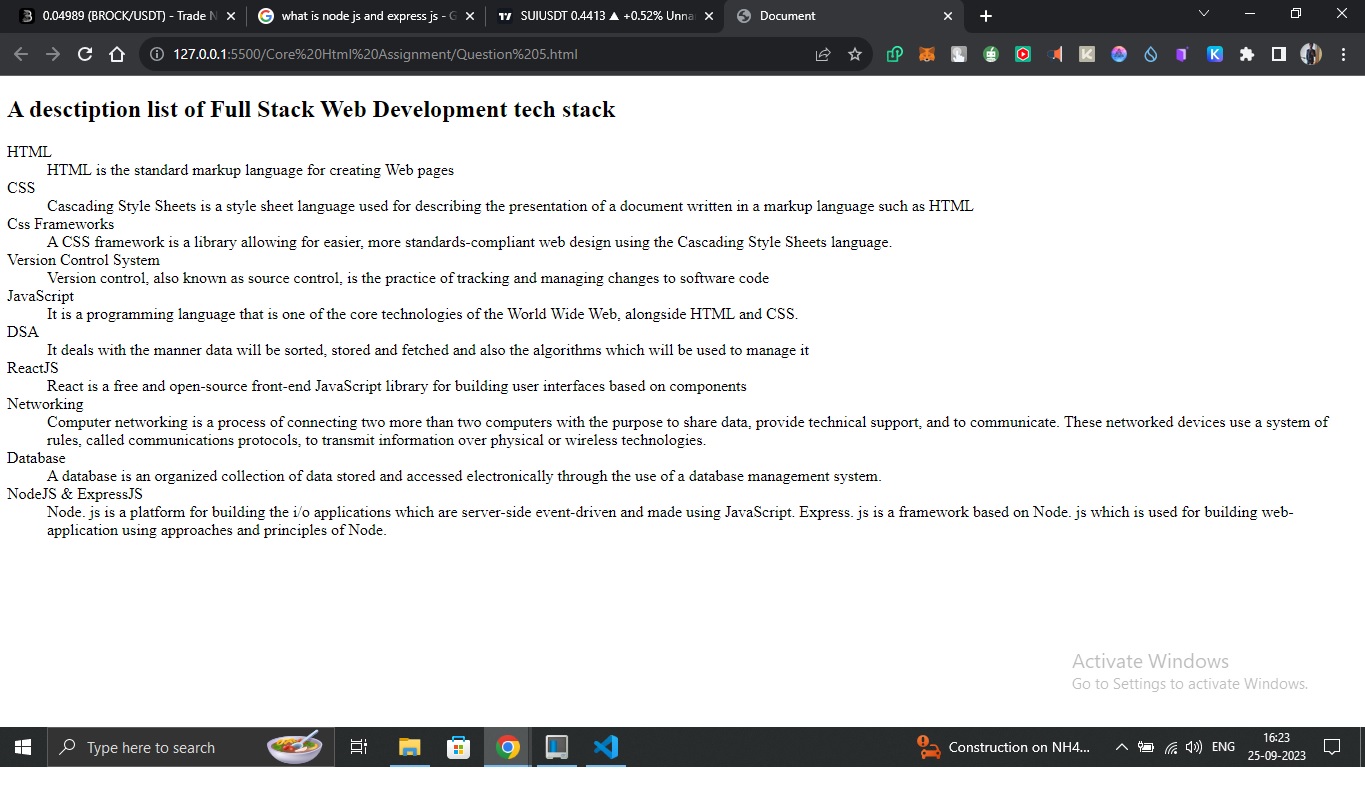 0.04989 (BROCK/USDT) - Trade N
what is node js and express js - G
SUIUSDT 0.4413 ▲ +0.52% Unna
Document
127.0.0.1:5500/Core%20Html%20Assignment/Question%205.html
A desctiption list of Full Stack Web Development tech stack
HTML
HTML is the standard markup language for creating Web pages
CSS
Cascading Style Sheets is a style sheet language used for describing the presentation of a document written in a markup language such as HTML
Css Frameworks
A CSS framework is a library allowing for easier, more standards-compliant web design using the Cascading Style Sheets language.
Version Control System
Version control, also known as source control, is the practice of tracking and managing changes to software code
JavaScript
It is a programming language that is one of the core technologies of the World Wide Web, alongside HTML and CSS.
DSA
It deals with the manner data will be sorted, stored and fetched and also the algorithms which will be used to manage it
ReactJS
React is a free and open-source front-end JavaScript library for building user interfaces based on components
Networking
Computer networking is a process of connecting two more than two computers with the purpose to share data, provide technical support, and to communicate. These networked devices use a system of
rules, called communications protocols, to transmit information over physical or wireless technologies.
Database
A database is an organized collection of data stored and accessed electronically through the use of a database management system.
NodeJS & ExpressJS
Node. js is a platform for building the i/o applications which are server-side event-driven and made using JavaScript. Express. js is a framework based on Node. js which is used for building web-
application using approaches and principles of Node.
Activate Windows
Go to Settings to activate Windows.
Type here to search
Construction on NH4...
ENG
16:23
25-09-2023